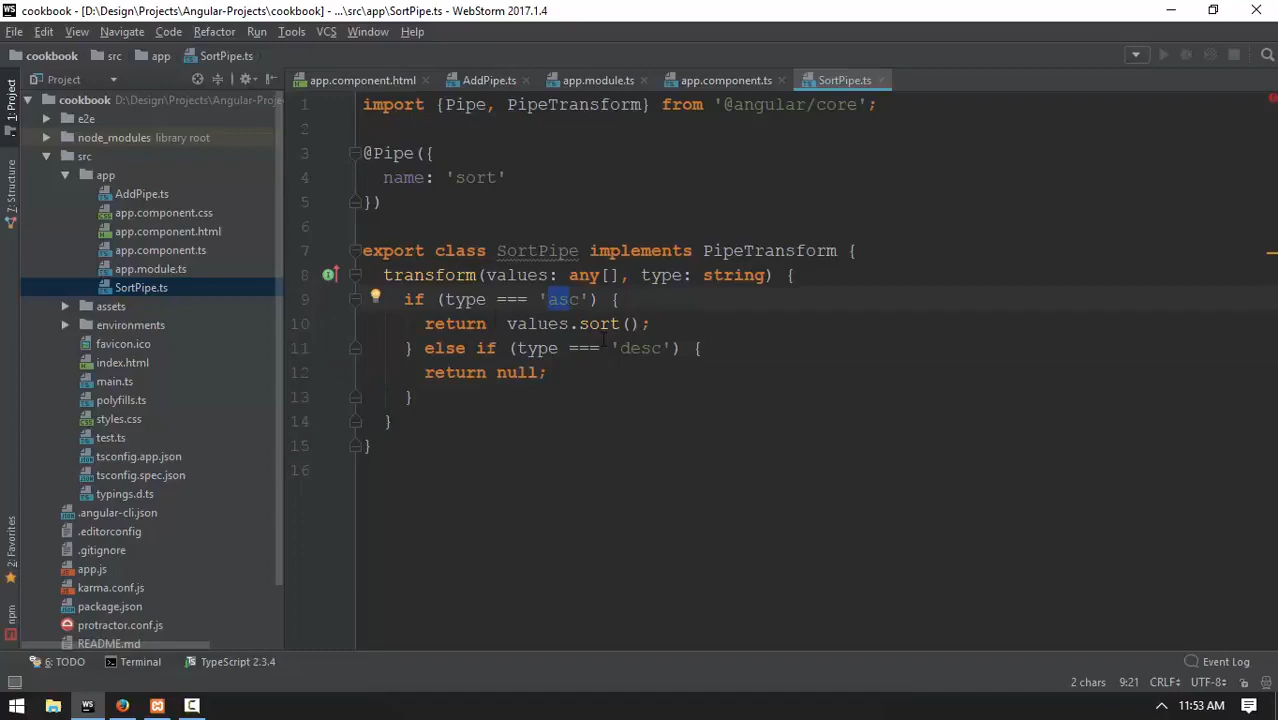 cookbook - [D:\Design\Projects\Angular-Projects\cookbook] - ...\src\app\SortPipe.ts - WebStorm 2017.1.4
File Edit View Navigate Code Refactor Run Tools VCS Window Help
cookbook src app SortPipe.ts
Project
app.component.html AddPipe.ts app.module.ts app.component.ts SortPipe.ts
1: Project
7: Structure
2: Favorites
npm
cookbook D:\Design\Projects\Angular-Proje
e2e
node_modules library root
src
app
AddPipe.ts
app.component.css
app.component.html
app.component.ts
app.module.ts
SortPipe.ts
assets
environments
favicon.ico
index.html
main.ts
polyfills.ts
styles.css
test.ts
tsconfig.app.json
tsconfig.spec.json
typings.d.ts
.angular-cli.json
.editorconfig
.gitignore
app.js
karma.conf.js
package.json
protractor.conf.js
README.md
1 import {Pipe, PipeTransform} from '@angular/core';
2
3 @Pipe({
4 name: 'sort'
5 })
6
7 export class SortPipe implements PipeTransform {
8 transform(values: any[], type: string) {
9 if (type === 'asc') {
10 return values.sort();
11 } else if (type === 'desc') {
12 return null;
13 }
14 }
15 }
16
6: TODO Terminal TypeScript 2.3.4 Event Log
2 chars 9:21 CRLF UTF-8
11:53 AM